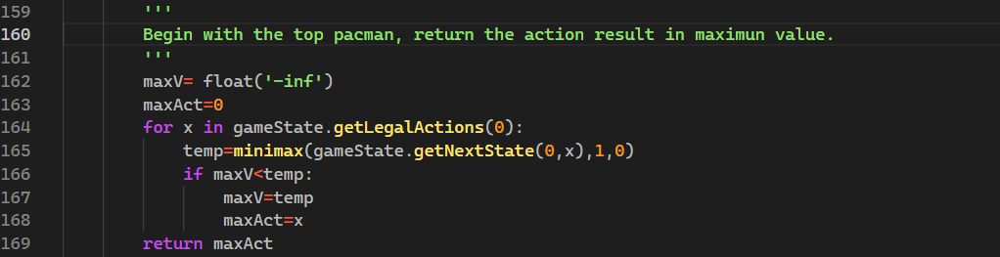 159 '''
160 Begin with the top pacman, return the action result in maximun value.
161 '''
162 maxV= float('-inf')
163 maxAct=0
164 for x in gameState.getLegalActions(0):
165 temp=minimax(gameState.getNextState(0,x),1,0)
166 if maxV<temp:
167 maxV=temp
168 maxAct=x
169 return maxAct